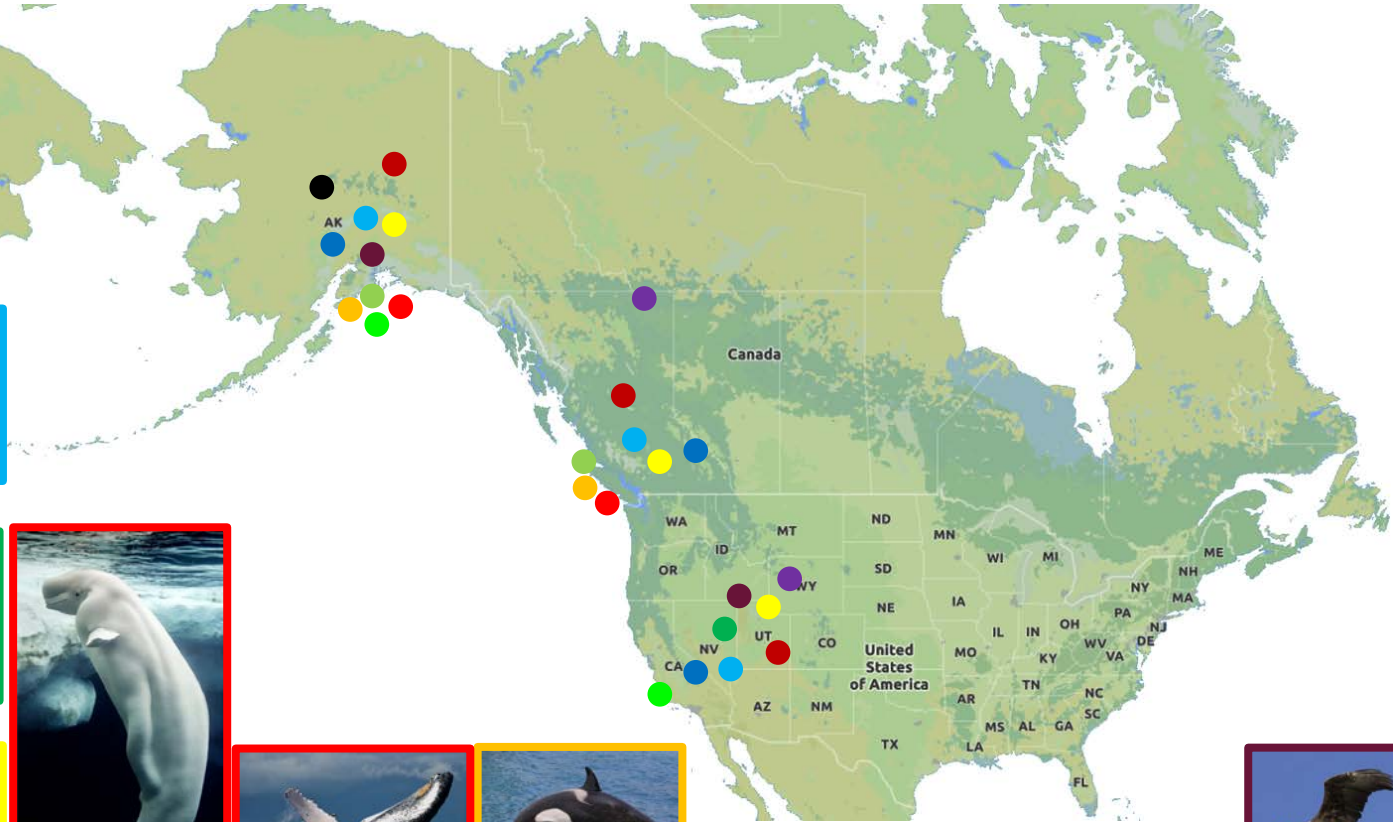 AK
Canada
WA
MT
ND
MN
ID
OR
SD
WI
MI
ME
NH
WY
NY
MA
NE
IA
PA
UT
IL
IN
OH
NJ
NV
CO
WV
DE
CA
United
States
of America
MO
KY
VA
TN
AZ
NM
AR
NC
SC
MS
AL
GA
TX
LA
FL